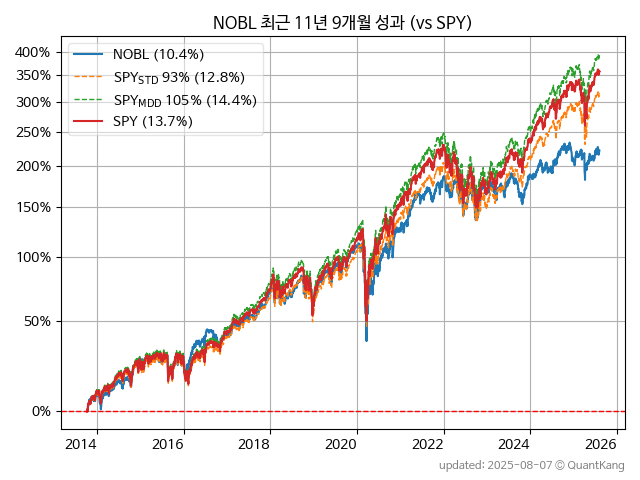 NOBL 최근 11년 9개월 성과 (vs SPY)
NOBL (10.4%)
SPY_STD 93% (12.8%)
SPY_MDD 105% (14.4%)
SPY (13.7%)
400%
350%
300%
250%
200%
150%
100%
50%
0%
2014 2016 2018 2020 2022 2024 2026
updated: 2025-08-07 © QuantKang